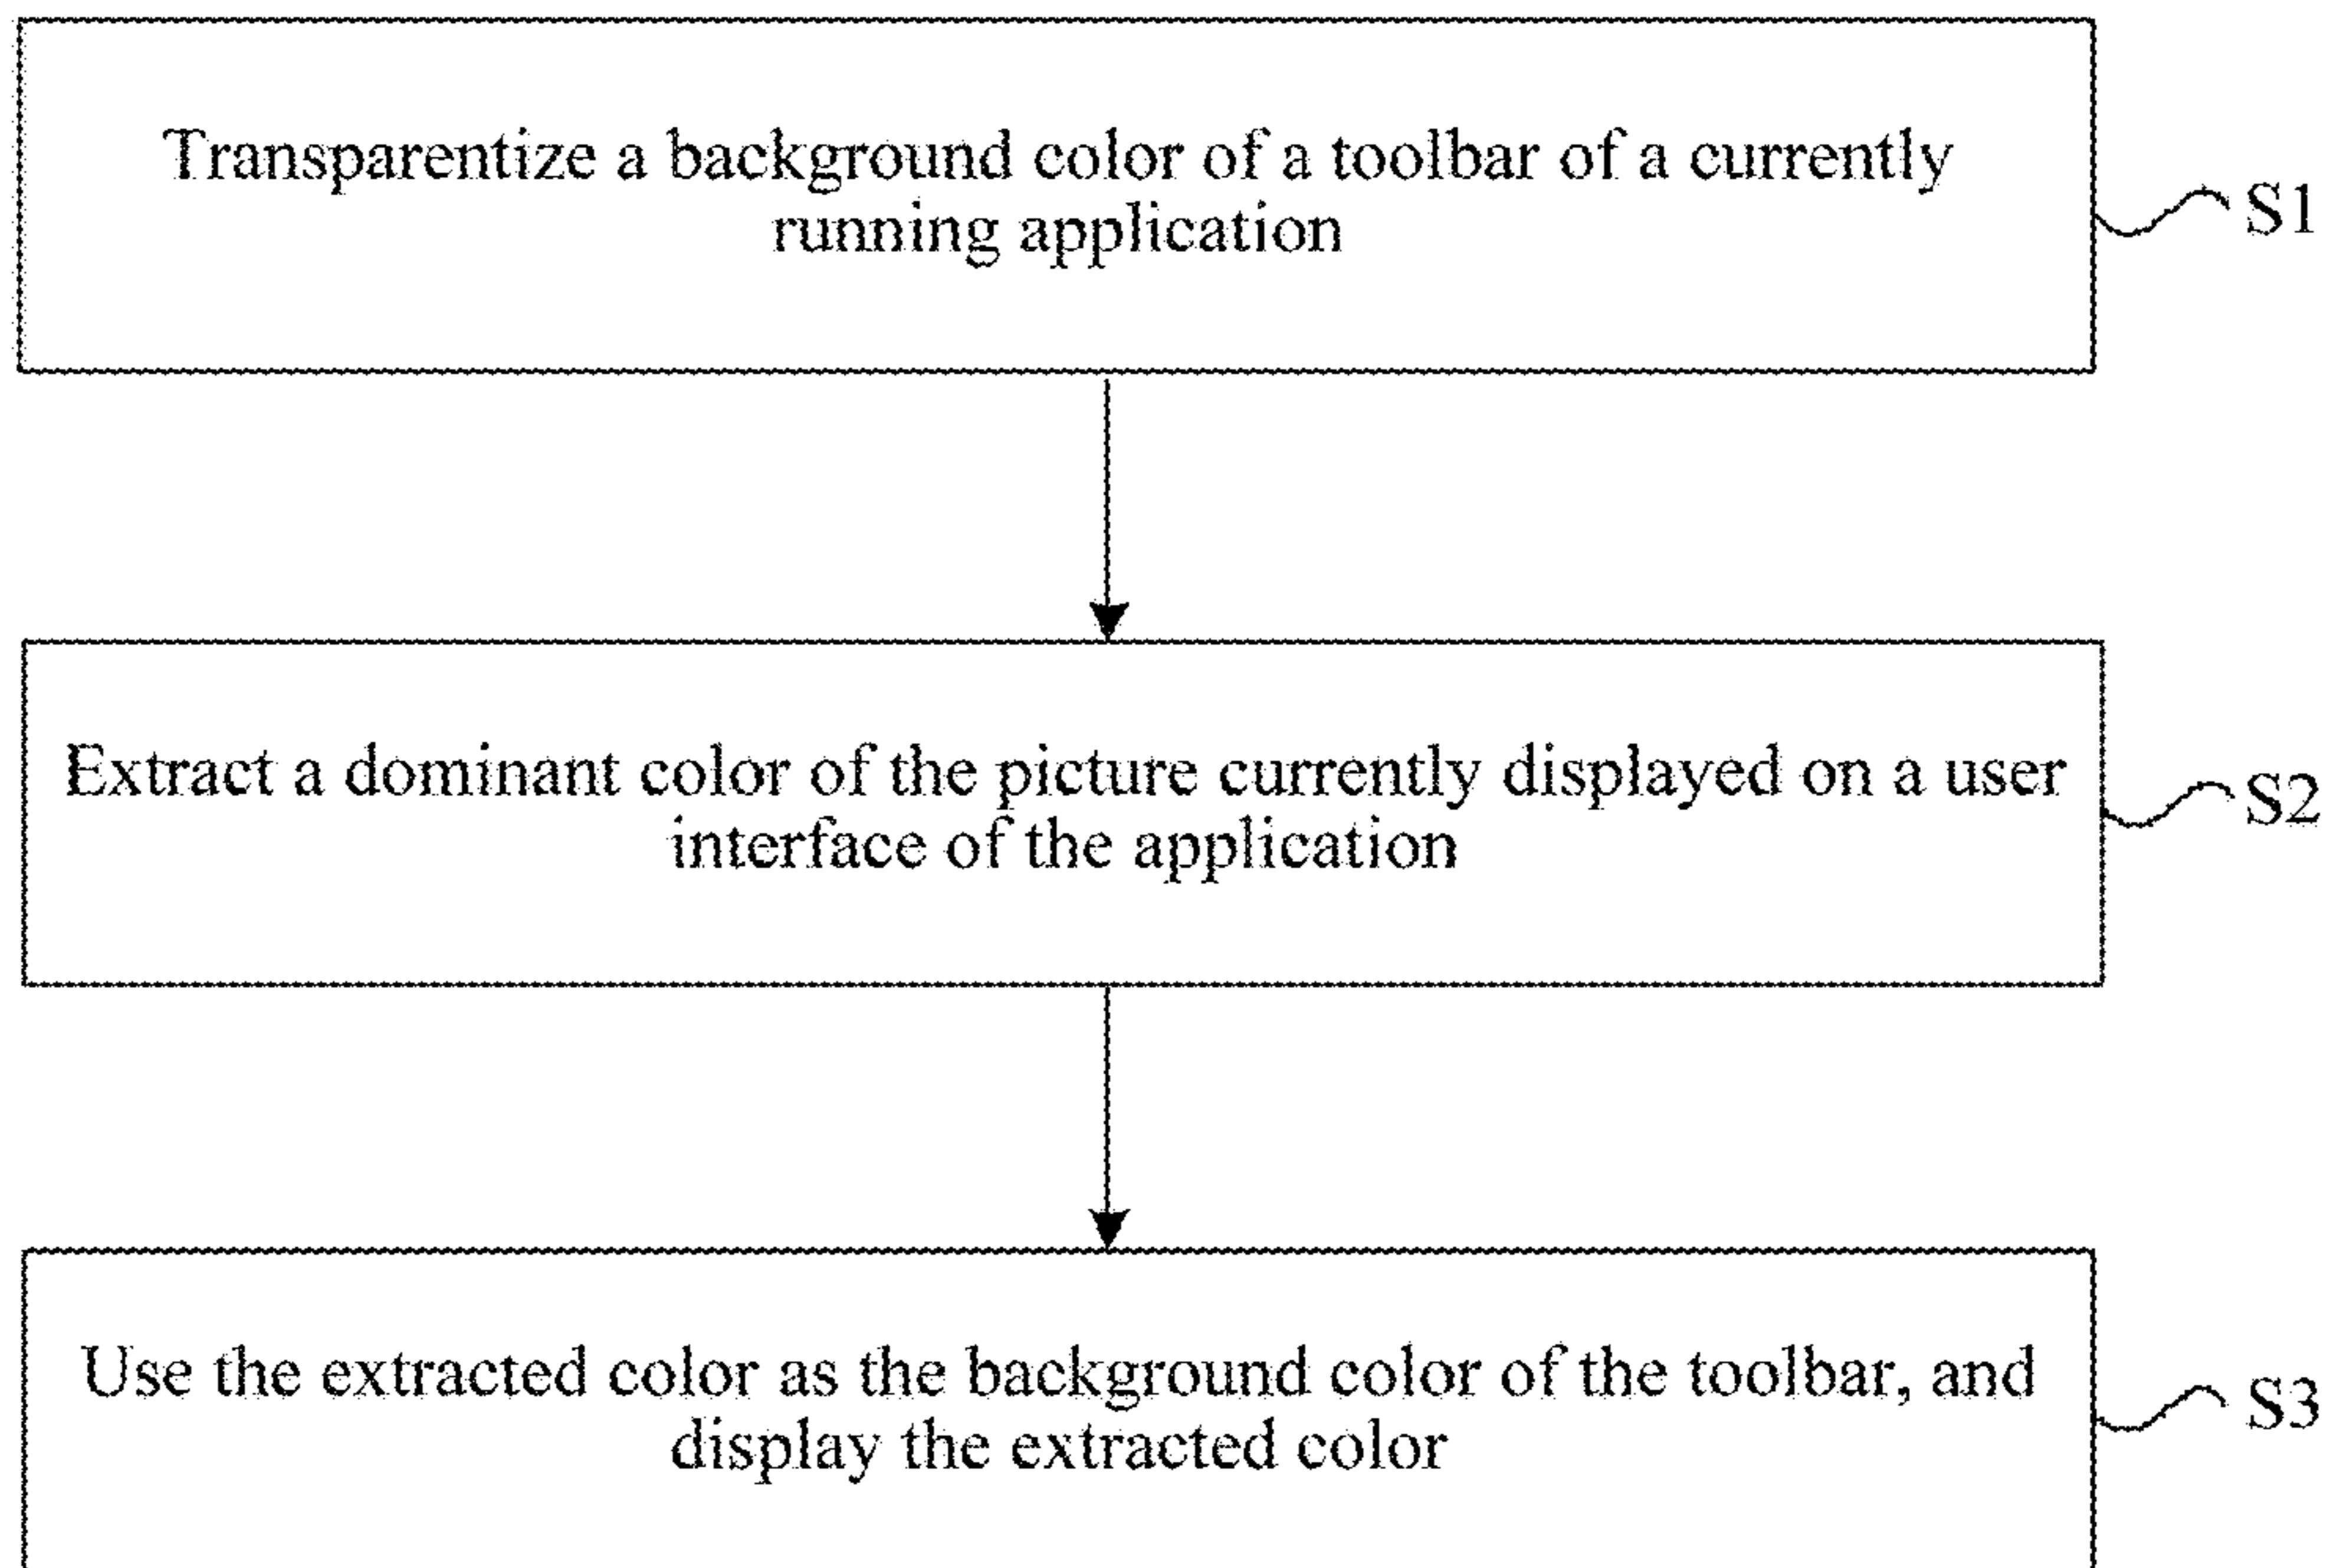 Transparentize a background color of a toolbar of a currently
running application
S1
Extract a dominant color of the picture currently displayed on a user
interface of the application
S2
Use the extracted color as the background color of the toolbar, and
display the extracted color
S3